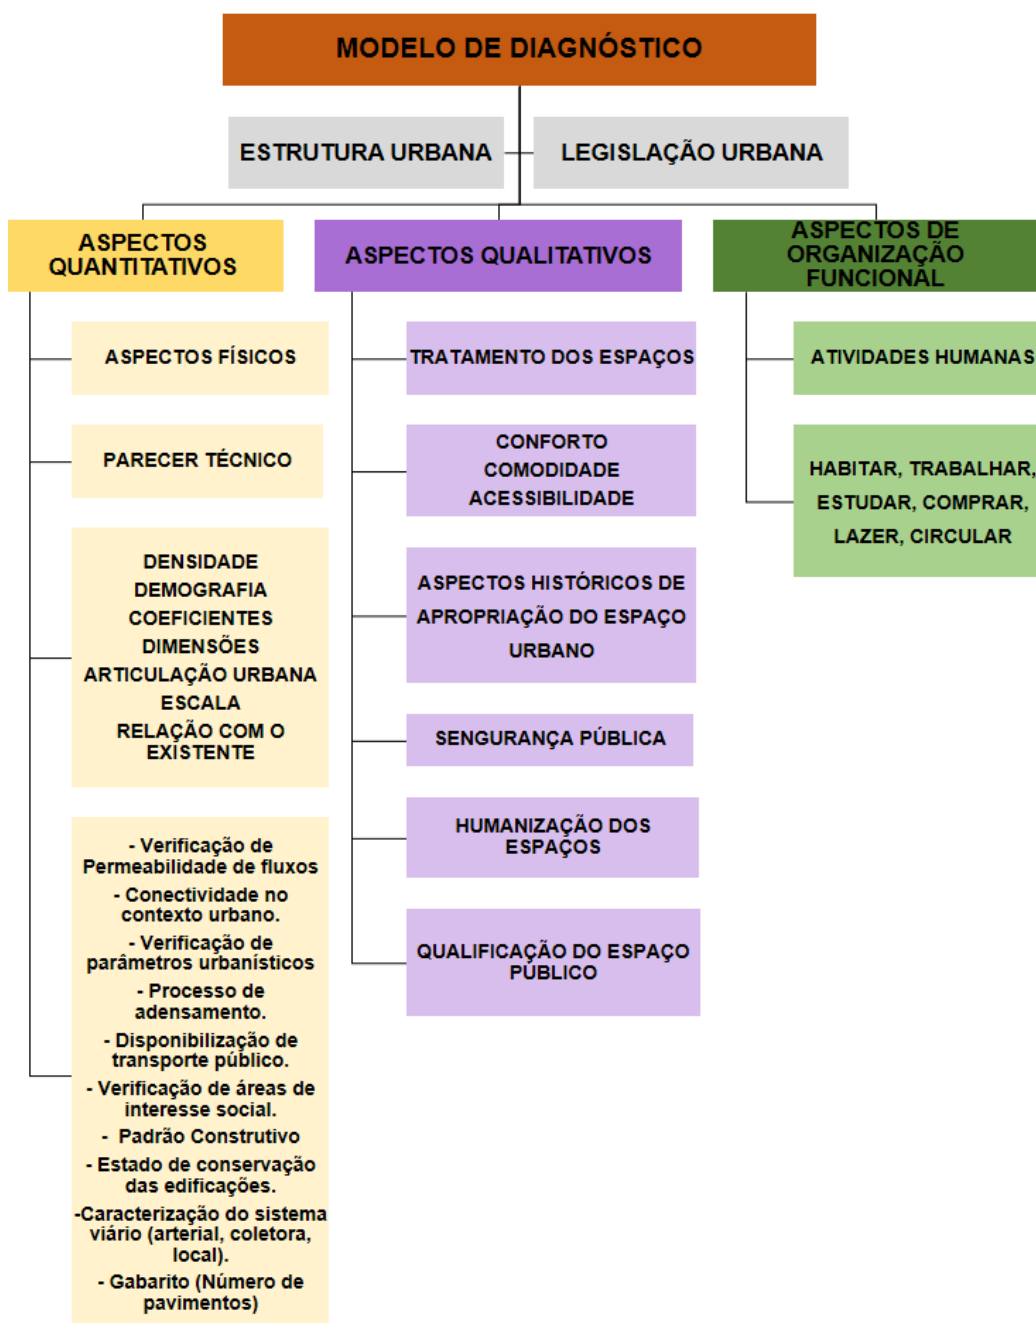 MODELO DE DIAGNÓSTICO
ESTRUTURA URBANA
LEGISLAÇÃO URBANA
ASPECTOS
QUANTITATIVOS
ASPECTOS FÍSICOS
PARECER TÉCNICO
DENSIDADE
DEMOGRAFIA
COEFICIENTES
DIMENSÕES
ARTICULAÇÃO URBANA
ESCALA
RELAÇÃO COM O
EXISTENTE
- Verificação de
Permeabilidade de fluxos
- Conectividade no
contexto urbano.
- Verificação de
parâmetros urbanísticos
- Processo de
adensamento.
- Disponibilização de
transporte público.
- Verificação de áreas de
interesse social.
- Padrão Construtivo
- Estado de conservação
das edificações.
-Caracterização do sistema
viário (arterial, coletora,
local).
- Gabarito (Número de
pavimentos)
ASPECTOS QUALITATIVOS
TRATAMENTO DOS ESPAÇOS
CONFORTO
COMODIDADE
ACESSIBILIDADE
ASPECTOS HISTÓRICOS DE
APROPRIAÇÃO DO ESPAÇO
URBANO
SENGURANÇA PÚBLICA
HUMANIZAÇÃO DOS
ESPAÇOS
QUALIFICAÇÃO DO ESPAÇO
PÚBLICO
ASPECTOS DE
ORGANIZAÇÃO
FUNCIONAL
ATIVIDADES HUMANAS
HABITAR, TRABALHAR,
ESTUDAR, COMPRAR,
LAZER, CIRCULAR